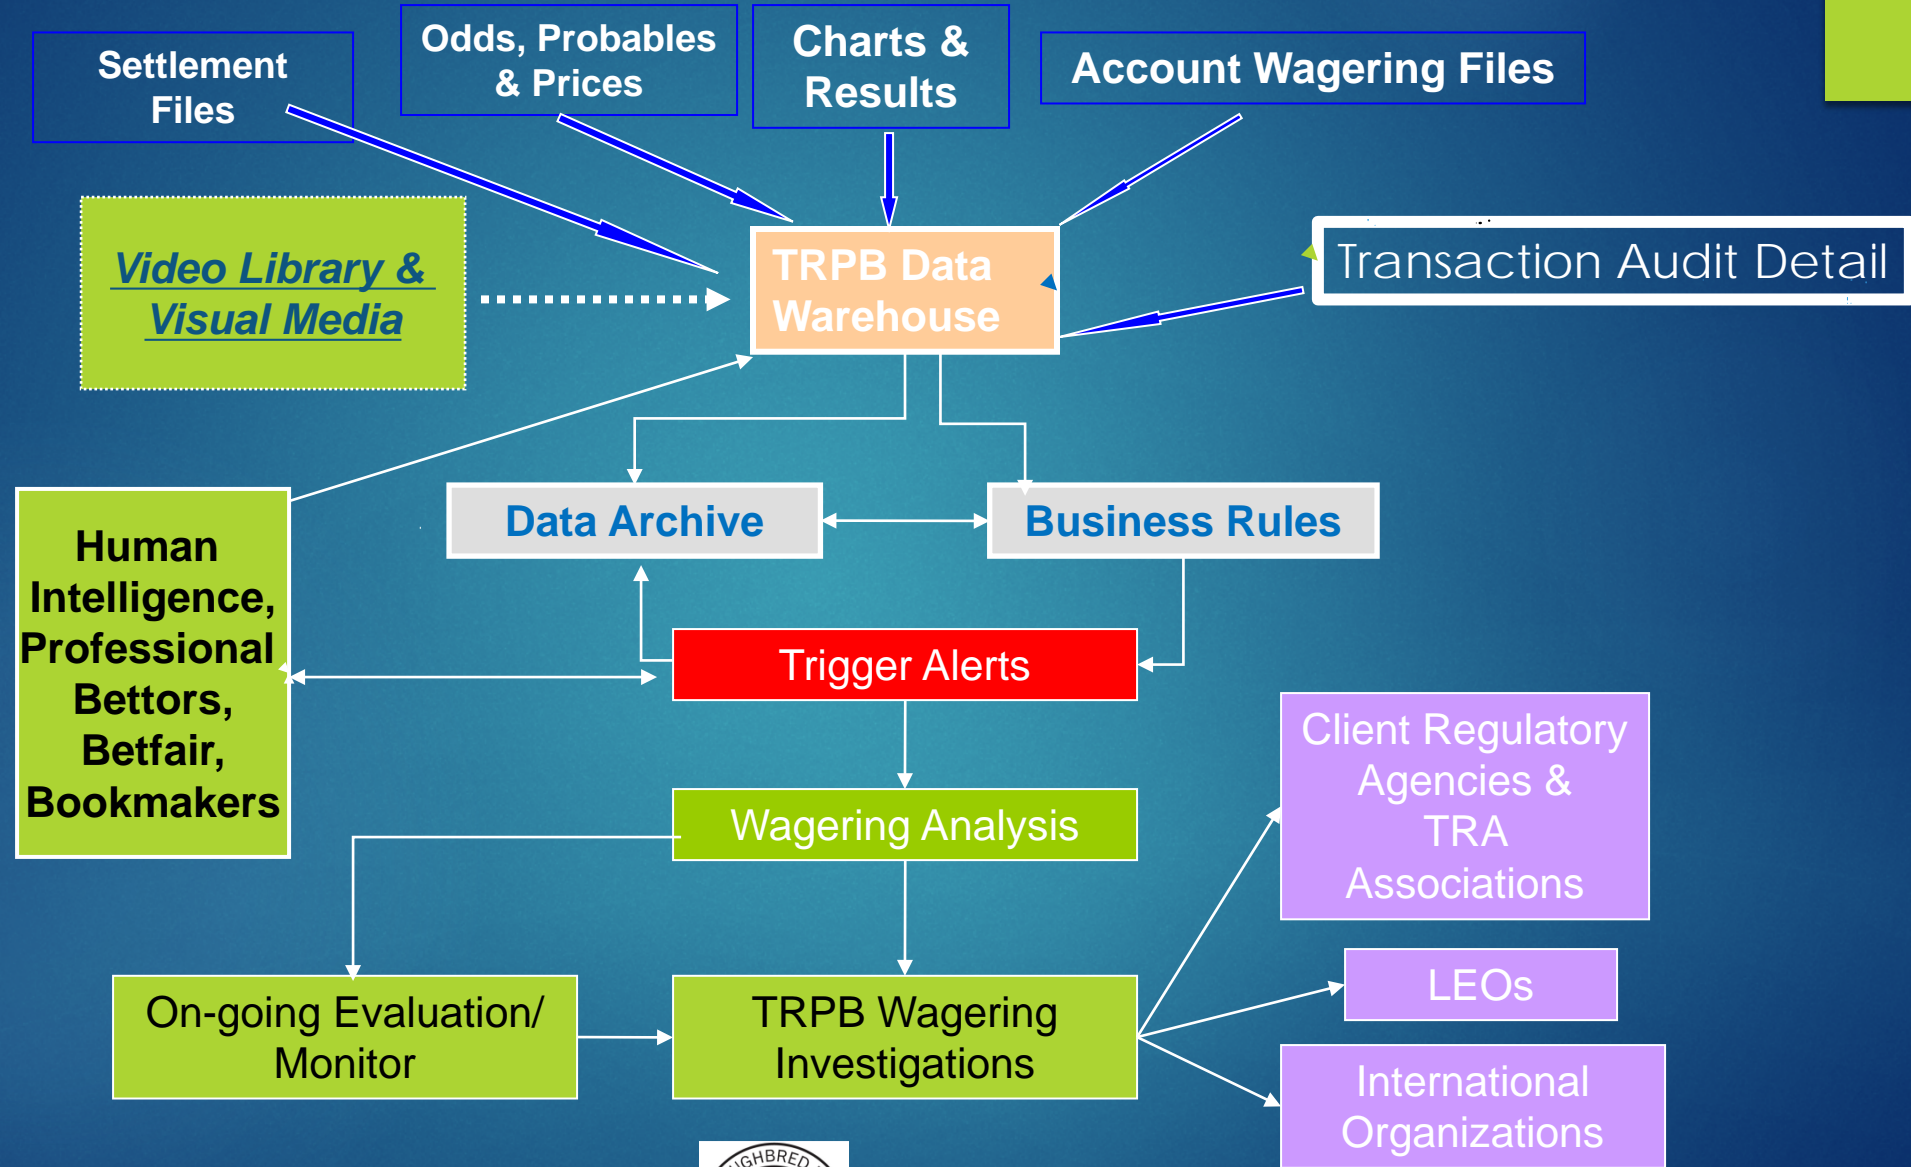 Settlement
Files
Odds, Probables
& Prices
Charts &
Results
Account Wagering Files
Video Library &
Visual Media
TRPB Data
Warehouse
Transaction Audit Detail
Human
Intelligence,
Professional
Bettors,
Betfair,
Bookmakers
Data Archive
Business Rules
Trigger Alerts
Wagering Analysis
Client Regulatory
Agencies &
TRA
Associations
LEOs
On-going Evaluation/
Monitor
TRPB Wagering
Investigations
International
Organizations